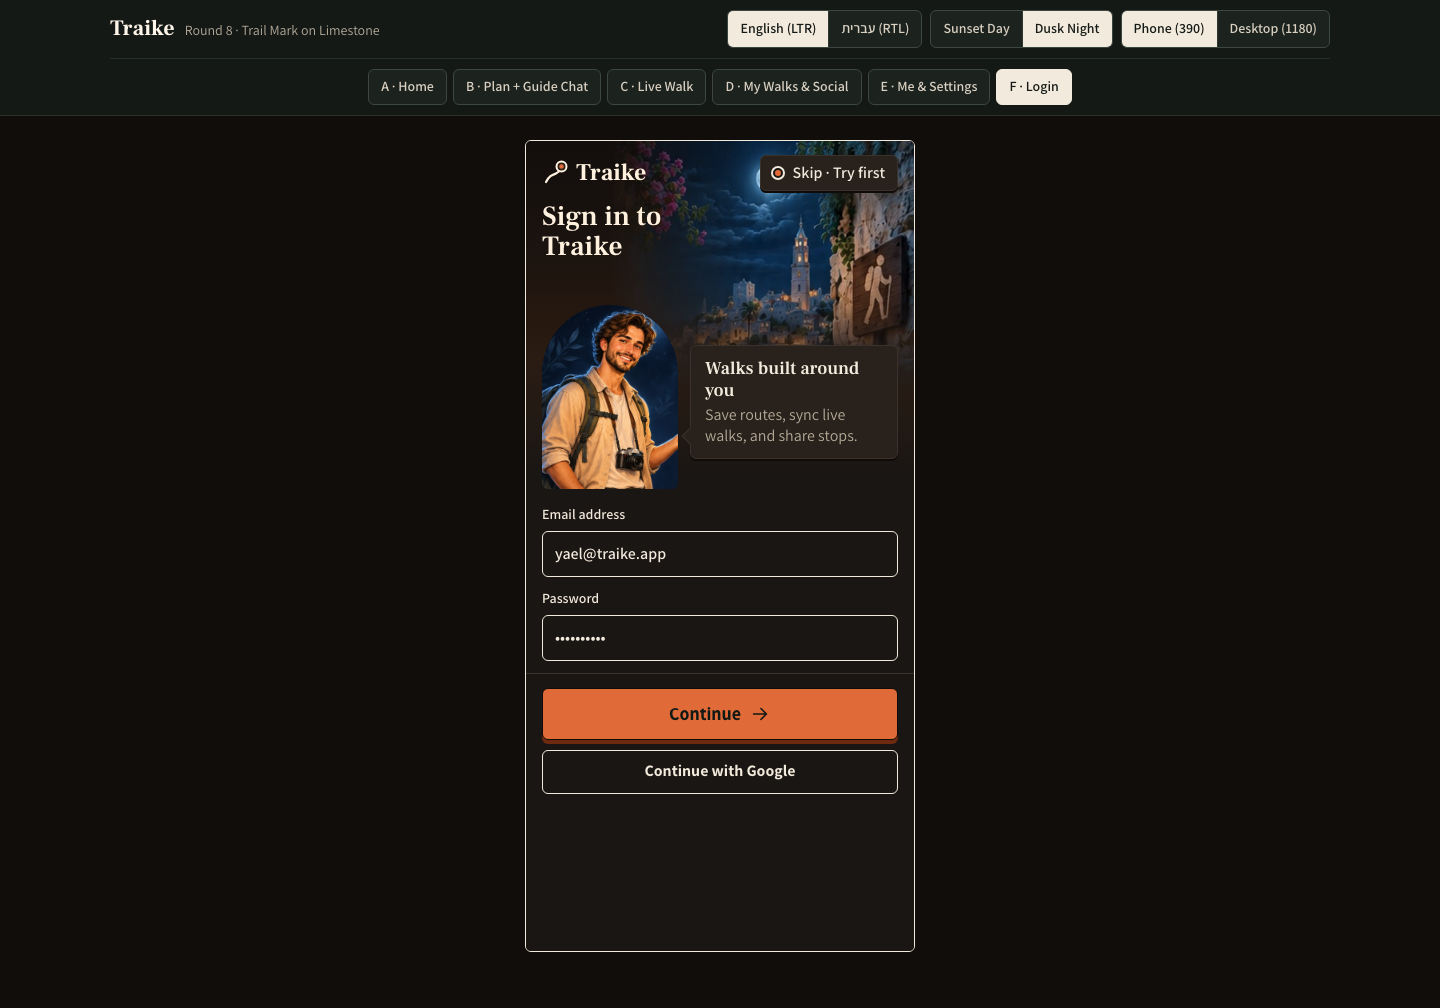 Traike Round 8 · Trail Mark on Limestone
English (LTR) עברית (RTL) Sunset Day Dusk Night Phone (390) Desktop (1180)
A · Home B · Plan + Guide Chat C · Live Walk D · My Walks & Social E · Me & Settings F · Login
Traike
Skip · Try first
Sign in to
Traike
Walks built around
you
Save routes, sync live
walks, and share stops.
Email address
yael@traike.app
Password
••••••••••
Continue →
Continue with Google